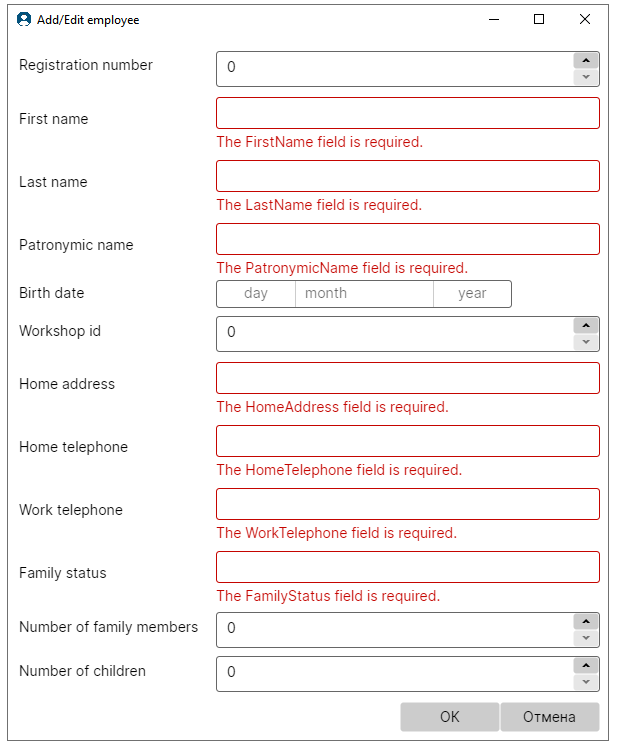 Add/Edit employee
Registration number 0
First name
The FirstName field is required.
Last name
The LastName field is required.
Patronymic name
The PatronymicName field is required.
Birth date day month year
Workshop id 0
Home address
The HomeAddress field is required.
Home telephone
The HomeTelephone field is required.
Work telephone
The WorkTelephone field is required.
Family status
The FamilyStatus field is required.
Number of family members 0
Number of children 0
OK Отмена